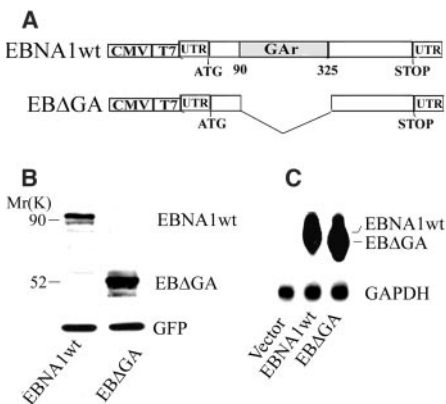 A
EBNA1wt CMV T7 UTR GAr UTR
ATG 90 325 STOP
EBΔGA CMV T7 UTR UTR
ATG STOP
B
Mr(K)
90 EBNA1wt
52 EBΔGA
GFP
EBNA1wt EBΔGA
C
EBNA1wt
EBΔGA
GAPDH
Vector EBNA1wt EBΔGA